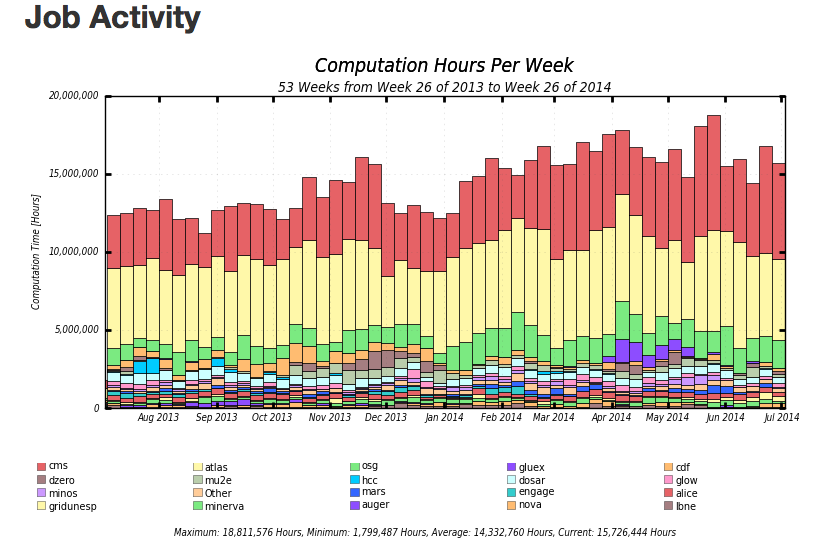 Job Activity
Computation Hours Per Week
53 Weeks from Week 26 of 2013 to Week 26 of 2014
20,000,000
15,000,000
10,000,000
5,000,000
0
Computation Time [Hours]
Aug 2013 Sep 2013 Oct 2013 Nov 2013 Dec 2013 Jan 2014 Feb 2014 Mar 2014 Apr 2014 May 2014 Jun 2014 Jul 2014
cms atlas osg gluex cdf
dzero mu2e hcc dosar glow
minos Other mars engage alice
gridunesp minerva auger nova lbne
Maximum: 18,811,576 Hours, Minimum: 1,799,487 Hours, Average: 14,332,760 Hours, Current: 15,726,444 Hours